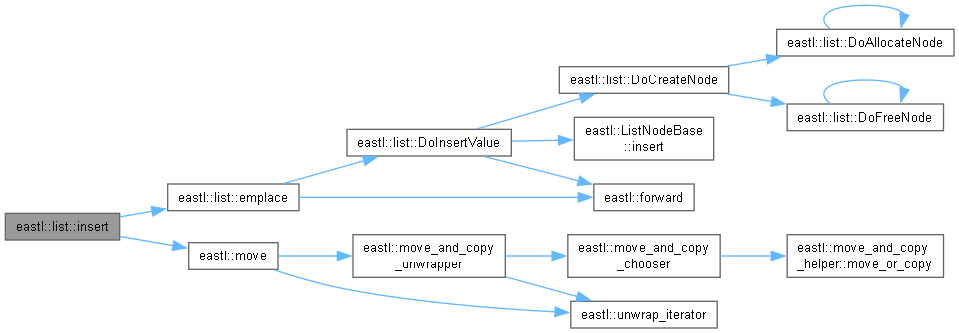 eastl::list::DoAllocateNode
eastl::list::DoCreateNode
eastl::list::DoFreeNode
eastl::list::DoInsertValue
eastl::ListNodeBase
::insert
eastl::list::emplace
eastl::forward
eastl::list::insert
eastl::move
eastl::move_and_copy
_unwrapper
eastl::move_and_copy
_chooser
eastl::move_and_copy
_helper::move_or_copy
eastl::unwrap_iterator